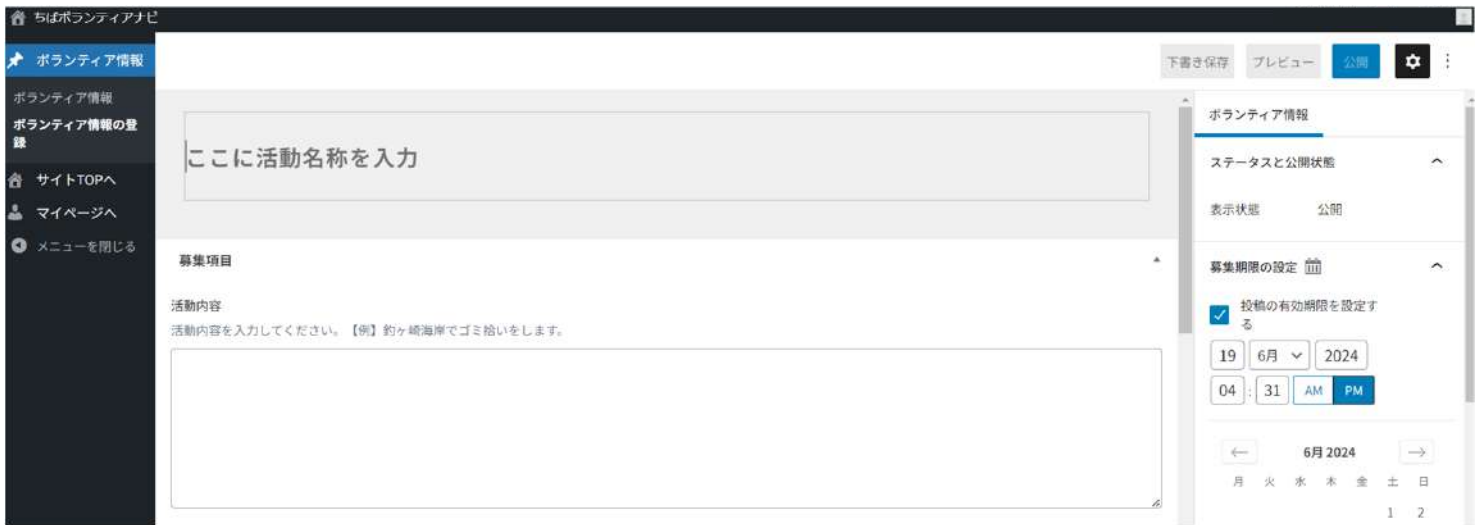 ちばボランティアナビ
ボランティア情報
ボランティア情報
ボランティア情報の登
録
サイトTOPへ
マイページへ
メニューを閉じる
下書き保存 プレビュー 公開
ここに活動名称を入力
募集項目
活動内容
活動内容を入力してください。【例】釣ヶ崎海岸でゴミ拾いをします。
ボランティア情報
ステータスと公開状態
表示状態 公開
募集期限の設定
投稿の有効期限を設定す
る
19 6月 2024
04 : 31 AM PM
← 6月 2024 →
月 火 水 木 金 土 日
1 2